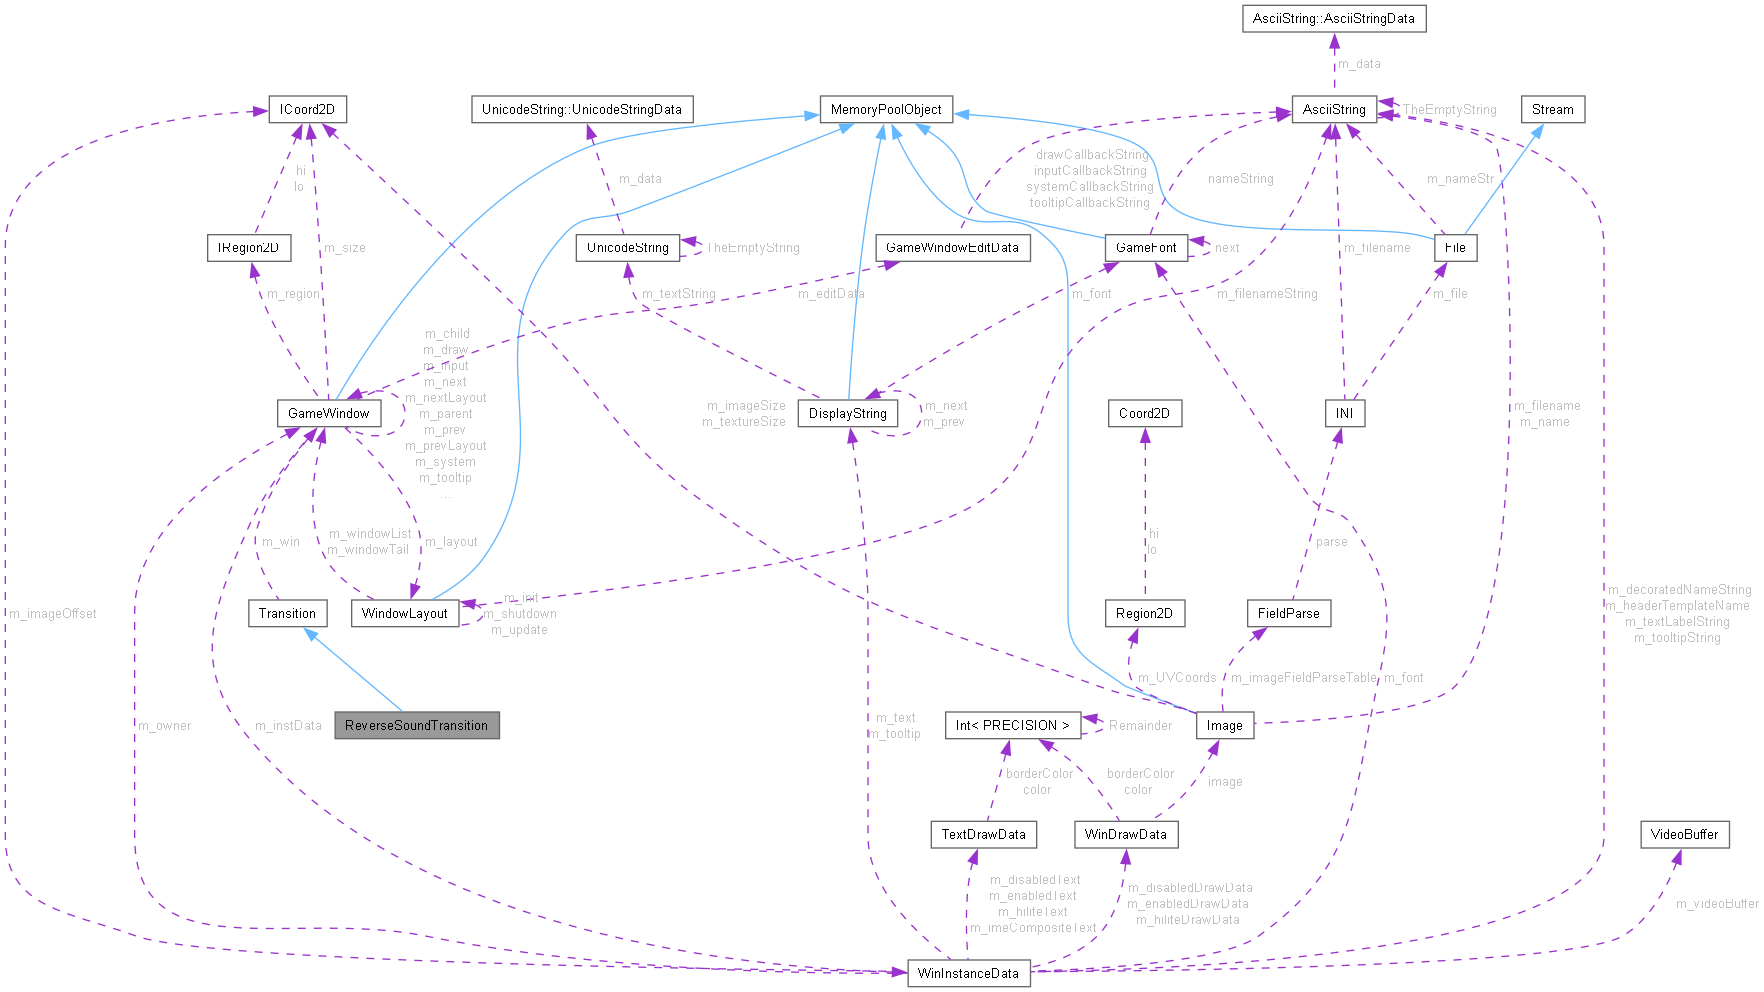 AsciiString::AsciiStringData
m_data
ICoord2D
UnicodeString::UnicodeStringData
MemoryPoolObject
AsciiString
TheEmptyString
Stream
hi
lo
m_data
drawCallbackString
inputCallbackString
systemCallbackString
tooltipCallbackString
nameString
m_nameStr
IRegion2D
m_size
UnicodeString
TheEmptyString
GameWindowEditData
GameFont
next
m_filename
File
m_region
m_textString
m_editData
m_font
m_filenameString
m_file
m_child
m_draw
m_input
m_next
m_nextLayout
m_parent
m_prev
m_prevLayout
m_system
m_tooltip
...
GameWindow
m_imageSize
m_textureSize
DisplayString
m_next
m_prev
Coord2D
INI
m_filename
m_name
m_win
m_windowList
m_windowTail
m_layout
hi
lo
parse
m_imageOffset
Transition
WindowLayout
m_init
m_shutdown
m_update
Region2D
FieldParse
m_decoratedNameString
m_headerTemplateName
m_textLabelString
m_tooltipString
m_UVCoords
m_imageFieldParseTable
m_font
m_owner
m_instData
ReverseSoundTransition
m_text
m_tooltip
Int< PRECISION >
Remainder
Image
borderColor
color
borderColor
color
image
TextDrawData
WinDrawData
VideoBuffer
m_disabledText
m_enabledText
m_hiliteText
m_imeCompositeText
m_disabledDrawData
m_enabledDrawData
m_hiliteDrawData
m_videoBuffer
WinInstanceData